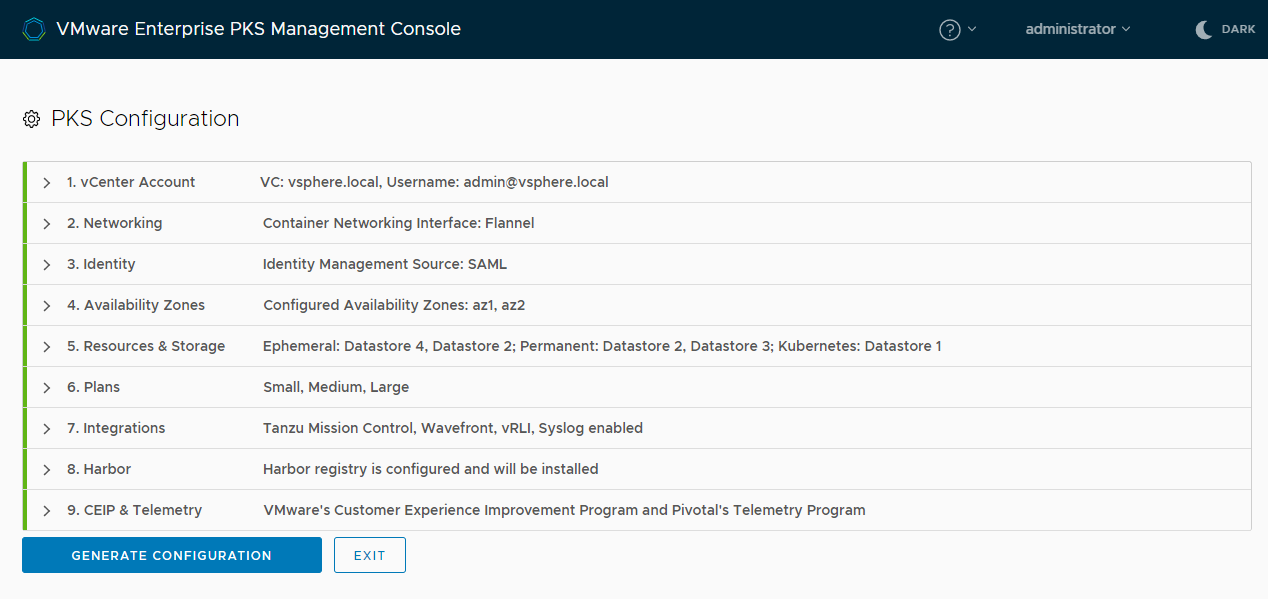 VMware Enterprise PKS Management Console
? administrator DARK
PKS Configuration
1. vCenter Account VC: vsphere.local, Username: admin@vsphere.local
2. Networking Container Networking Interface: Flannel
3. Identity Identity Management Source: SAML
4. Availability Zones Configured Availability Zones: az1, az2
5. Resources & Storage Ephemeral: Datastore 4, Datastore 2; Permanent: Datastore 2, Datastore 3; Kubernetes: Datastore 1
6. Plans Small, Medium, Large
7. Integrations Tanzu Mission Control, Wavefront, vRLI, Syslog enabled
8. Harbor Harbor registry is configured and will be installed
9. CEIP & Telemetry VMware's Customer Experience Improvement Program and Pivotal's Telemetry Program
GENERATE CONFIGURATION EXIT